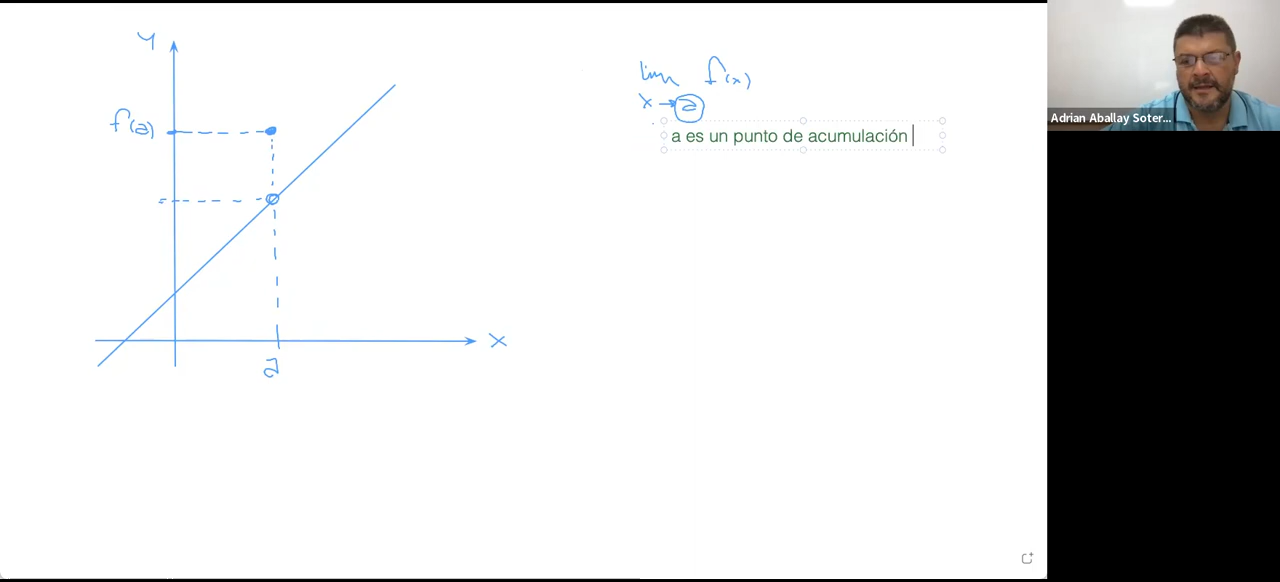 y
f(a)
x
a
lim f(x)
x→a
a es un punto de acumulación
Adrian Aballay Soter...